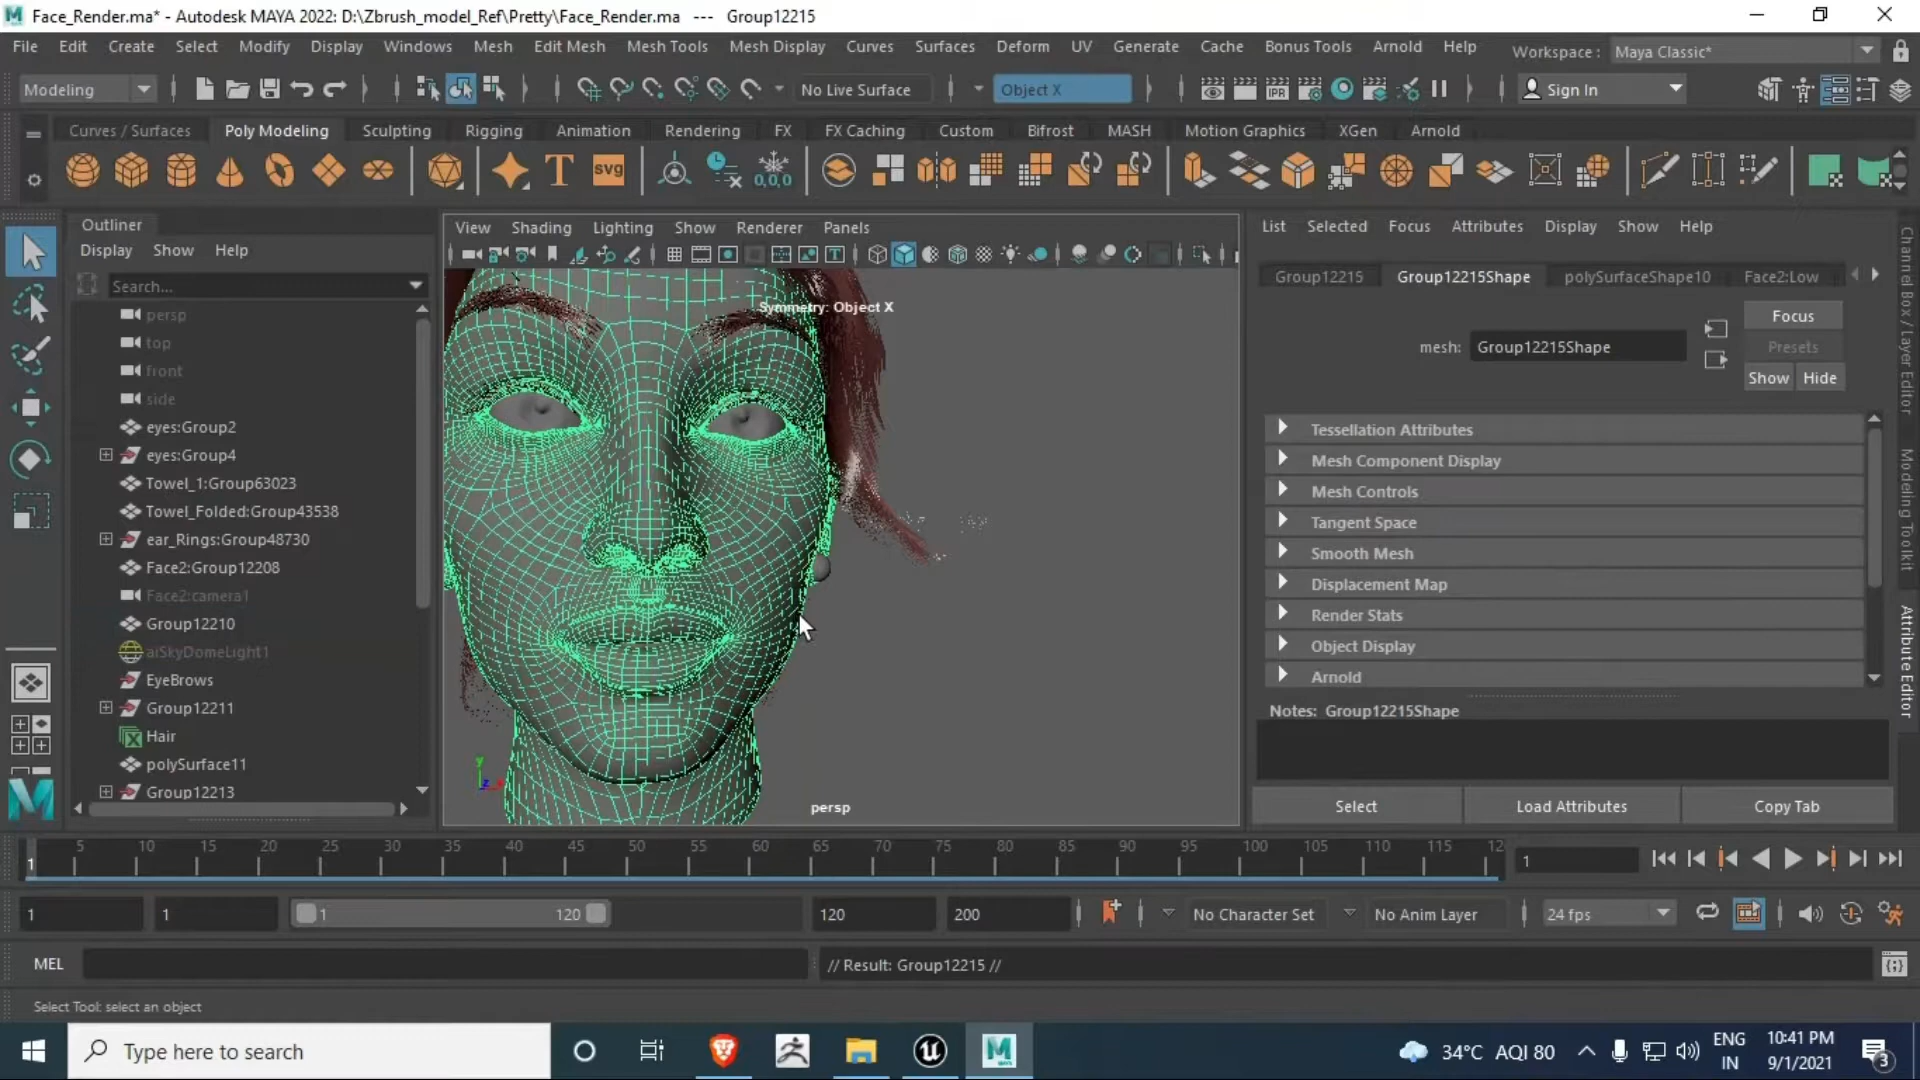 Face_Render.ma* - Autodesk MAYA 2022: D:\Zbrush_model_Ref\Pretty\Face_Render.ma --- Group12215
File Edit Create Select Modify Display Windows Mesh Edit Mesh Mesh Tools Mesh Display Curves Surfaces Deform UV Generate Cache Bonus Tools Arnold Help Workspace : Maya Classic*
Modeling No Live Surface Object X IPR Sign In
Curves / Surfaces Poly Modeling Sculpting Rigging Animation Rendering FX FX Caching Custom Bifrost MASH Motion Graphics XGen Arnold
T SVG 0,0,0
Outliner
Display Show Help
Search...
persp
top
front
side
eyes:Group2
eyes:Group4
Towel_1:Group63023
Towel_Folded:Group43538
ear_Rings:Group48730
Face2:Group12208
Face2:camera1
Group12210
aiSkyDomeLight1
EyeBrows
Group12211
Hair
polySurface11
Group12213
View Shading Lighting Show Renderer Panels
Symmetry: Object X
y
z
persp
List Selected Focus Attributes Display Show Help
Group12215 Group12215Shape polySurfaceShape10 Face2:Low
Focus
mesh: Group12215Shape
Presets
Show Hide
Tessellation Attributes
Mesh Component Display
Mesh Controls
Tangent Space
Smooth Mesh
Displacement Map
Render Stats
Object Display
Arnold
Notes: Group12215Shape
Select Load Attributes Copy Tab
Channel Box / Layer Editor
Modeling Toolkit
Attribute Editor
1 5 10 15 20 25 30 35 40 45 50 55 60 65 70 75 80 85 90 95 100 105 110 115 12 1
1 1 1 120 120 200 No Character Set No Anim Layer 24 fps
MEL // Result: Group12215 //
Select Tool: select an object
Type here to search
34°C AQI 80 ENG IN 10:41 PM 9/1/2021 3